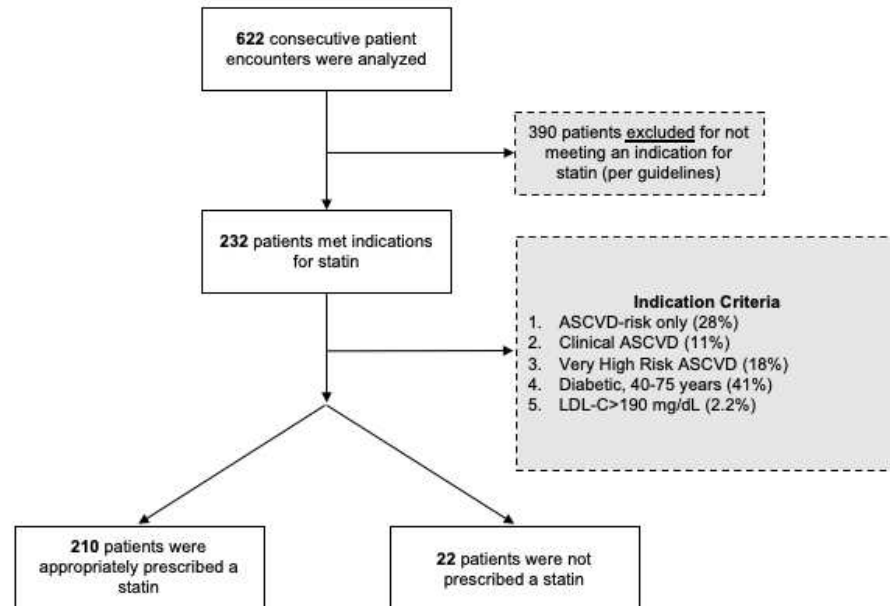 622 consecutive patient
encounters were analyzed
390 patients excluded for not
meeting an indication for
statin (per guidelines)
232 patients met indications
for statin
Indication Criteria
1. ASCVD-risk only (28%)
2. Clinical ASCVD (11%)
3. Very High Risk ASCVD (18%)
4. Diabetic, 40-75 years (41%)
5. LDL-C>190 mg/dL (2.2%)
210 patients were
appropriately prescribed a
statin
22 patients were not
prescribed a statin